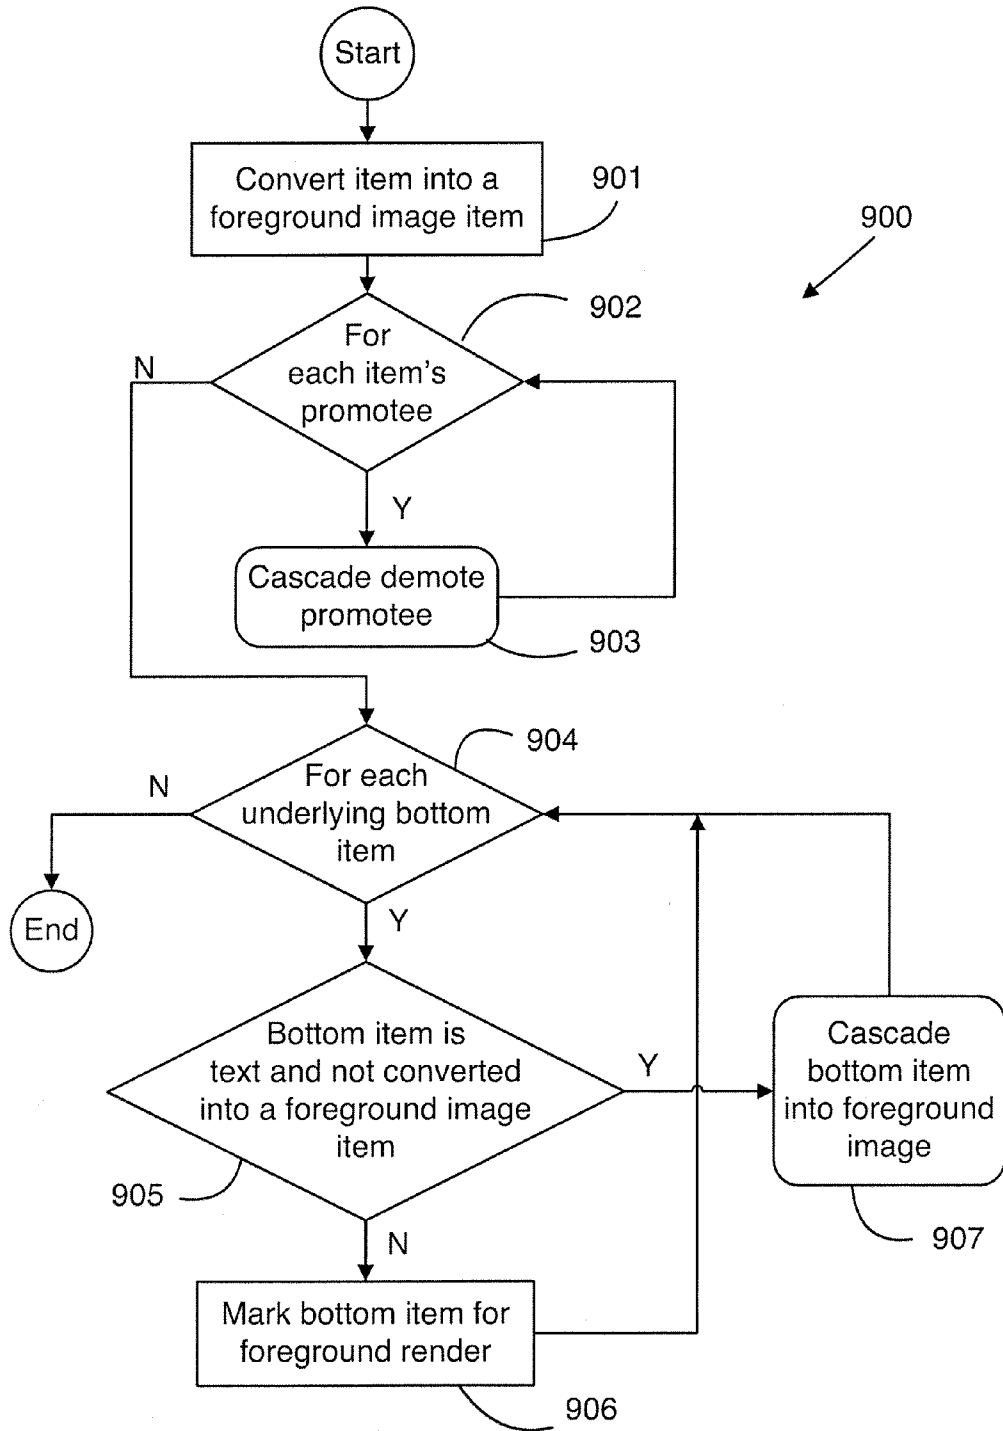 Start
Convert item into a
foreground image item
901
900
902
For
each item's
promotee
N
Y
Cascade demote
promotee
903
904
For each
underlying bottom
item
N
Y
End
Bottom item is
text and not converted
into a foreground image
item
Y
Cascade
bottom item
into foreground
image
905
907
N
Mark bottom item for
foreground render
906